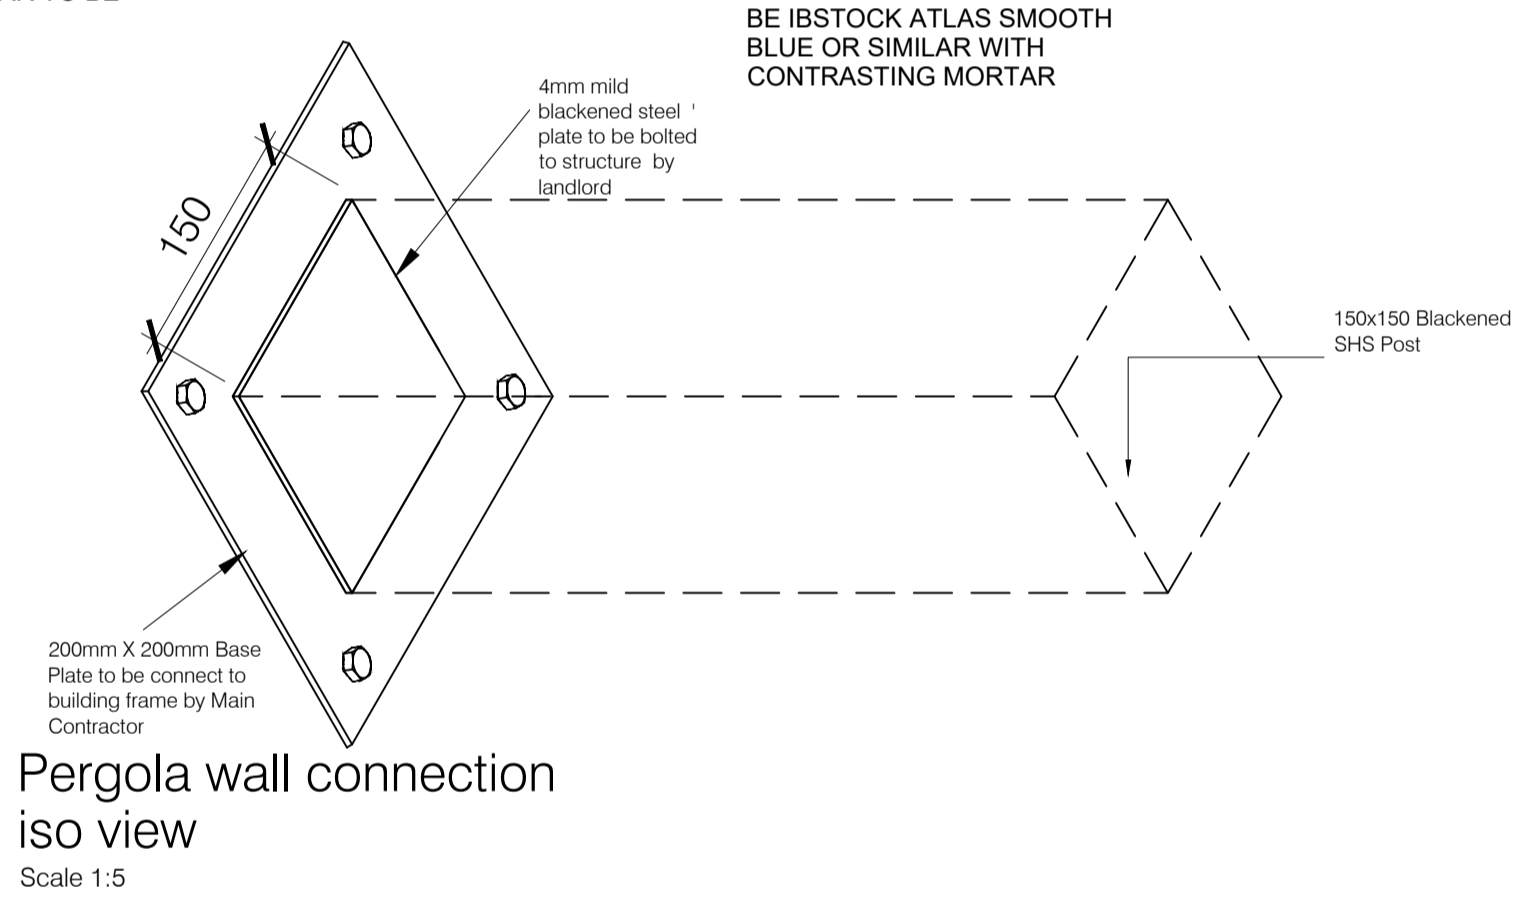 BE IBSTOCK ATLAS SMOOTH
BLUE OR SIMILAR WITH
CONTRASTING MORTAR
4mm mild
blackened steel '
plate to be bolted
to structure by
landlord
150
150x150 Blackened
SHS Post
200mm X 200mm Base
Plate to be connect to
building frame by Main
Contractor
Pergola wall connection
iso view
Scale 1:5